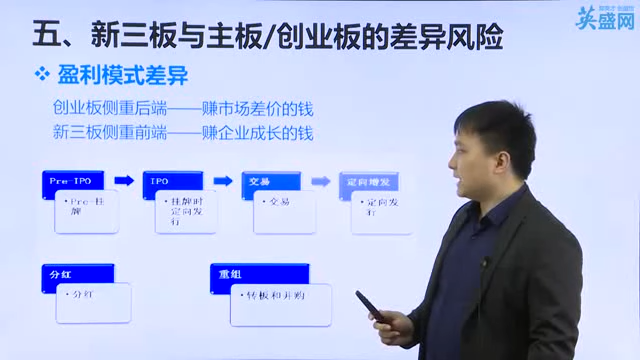 英盛网
五、新三板与主板/创业板的差异风险
盈利模式差异
创业板侧重后端——赚市场差价的钱
新三板侧重前端——赚企业成长的钱
Pre-IPO
•Pre-挂
牌
IPO
•挂牌时
定向发
行
交易
•交易
定向增发
•定向发
行
分红
•分红
重组
•转板和并购